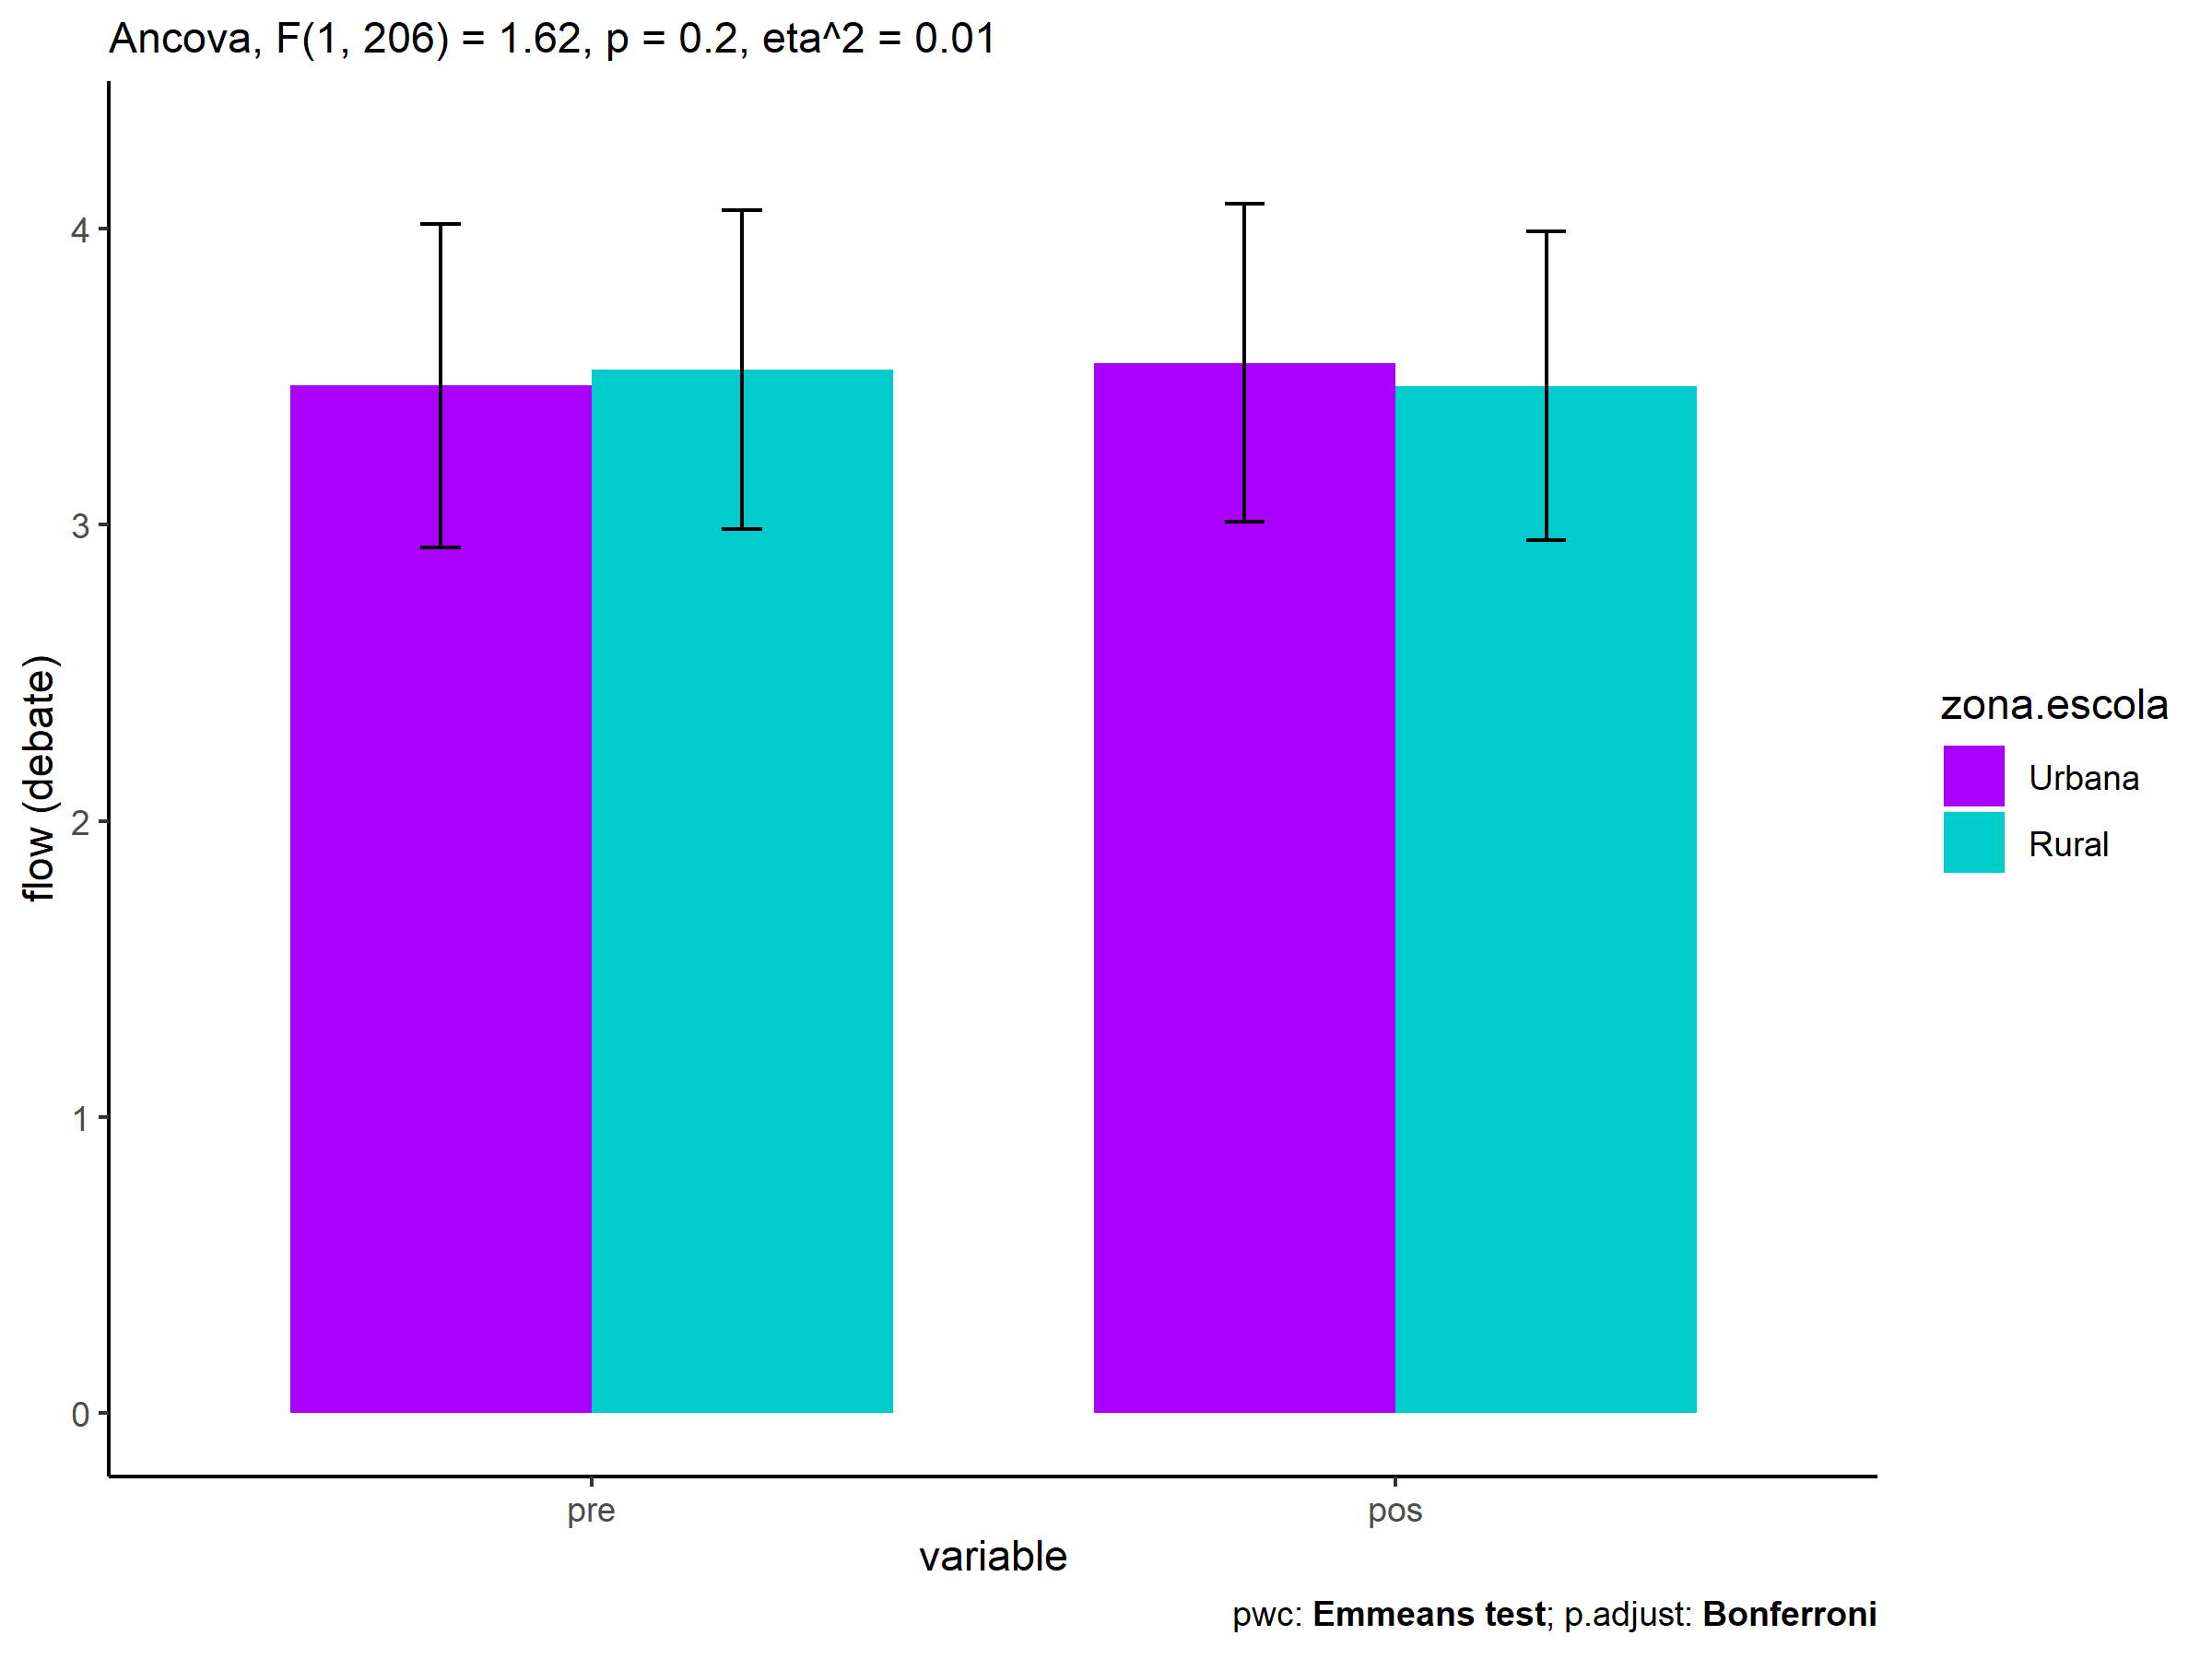 Ancova, F(1, 206) = 1.62, p = 0.2, eta^2 = 0.01
4
3
2
1
0
flow (debate)
pre
pos
variable
zona.escola
Urbana
Rural
pwc: Emmeans test; p.adjust: Bonferroni